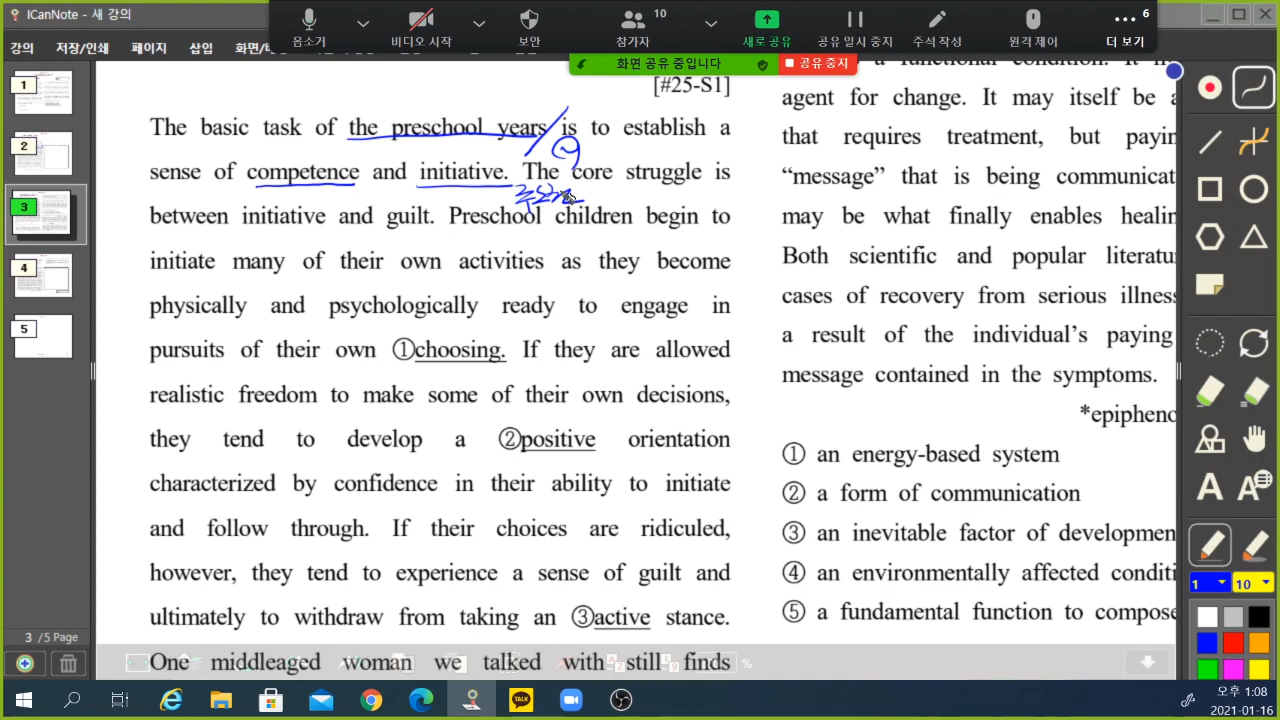 ICanNote - 새 강의
음소거
비디오 시작
보안
10
참가자
새로 공유
공유 일시 중지
주석 작성
원격 제어
6
더 보기
강의 저장/인쇄 페이지 삽입
화면 공유 중입니다 공유 중지
1
2
3
4
5
3 /5 Page
[#25-S1]
The basic task of the preschool years is to establish a
sense of competence and initiative. The core struggle is
between initiative and guilt. Preschool children begin to
initiate many of their own activities as they become
physically and psychologically ready to engage in
pursuits of their own ①choosing. If they are allowed
realistic freedom to make some of their own decisions,
they tend to develop a ②positive orientation
characterized by confidence in their ability to initiate
and follow through. If their choices are ridiculed,
however, they tend to experience a sense of guilt and
ultimately to withdraw from taking an ③active stance.
One middleaged woman we talked with still finds
a functional condition. It
agent for change. It may itself be
that requires treatment, but
“message” that is being
may be what finally enables
Both scientific and popular
cases of recovery from serious
a result of the individual’s paying
message contained in the symptoms.
① an energy-based system
② a form of communication
③ an inevitable factor of
④ an environmentally affected
⑤ a fundamental function to
1
10
%
TALK
오후 1:08
2021-01-16